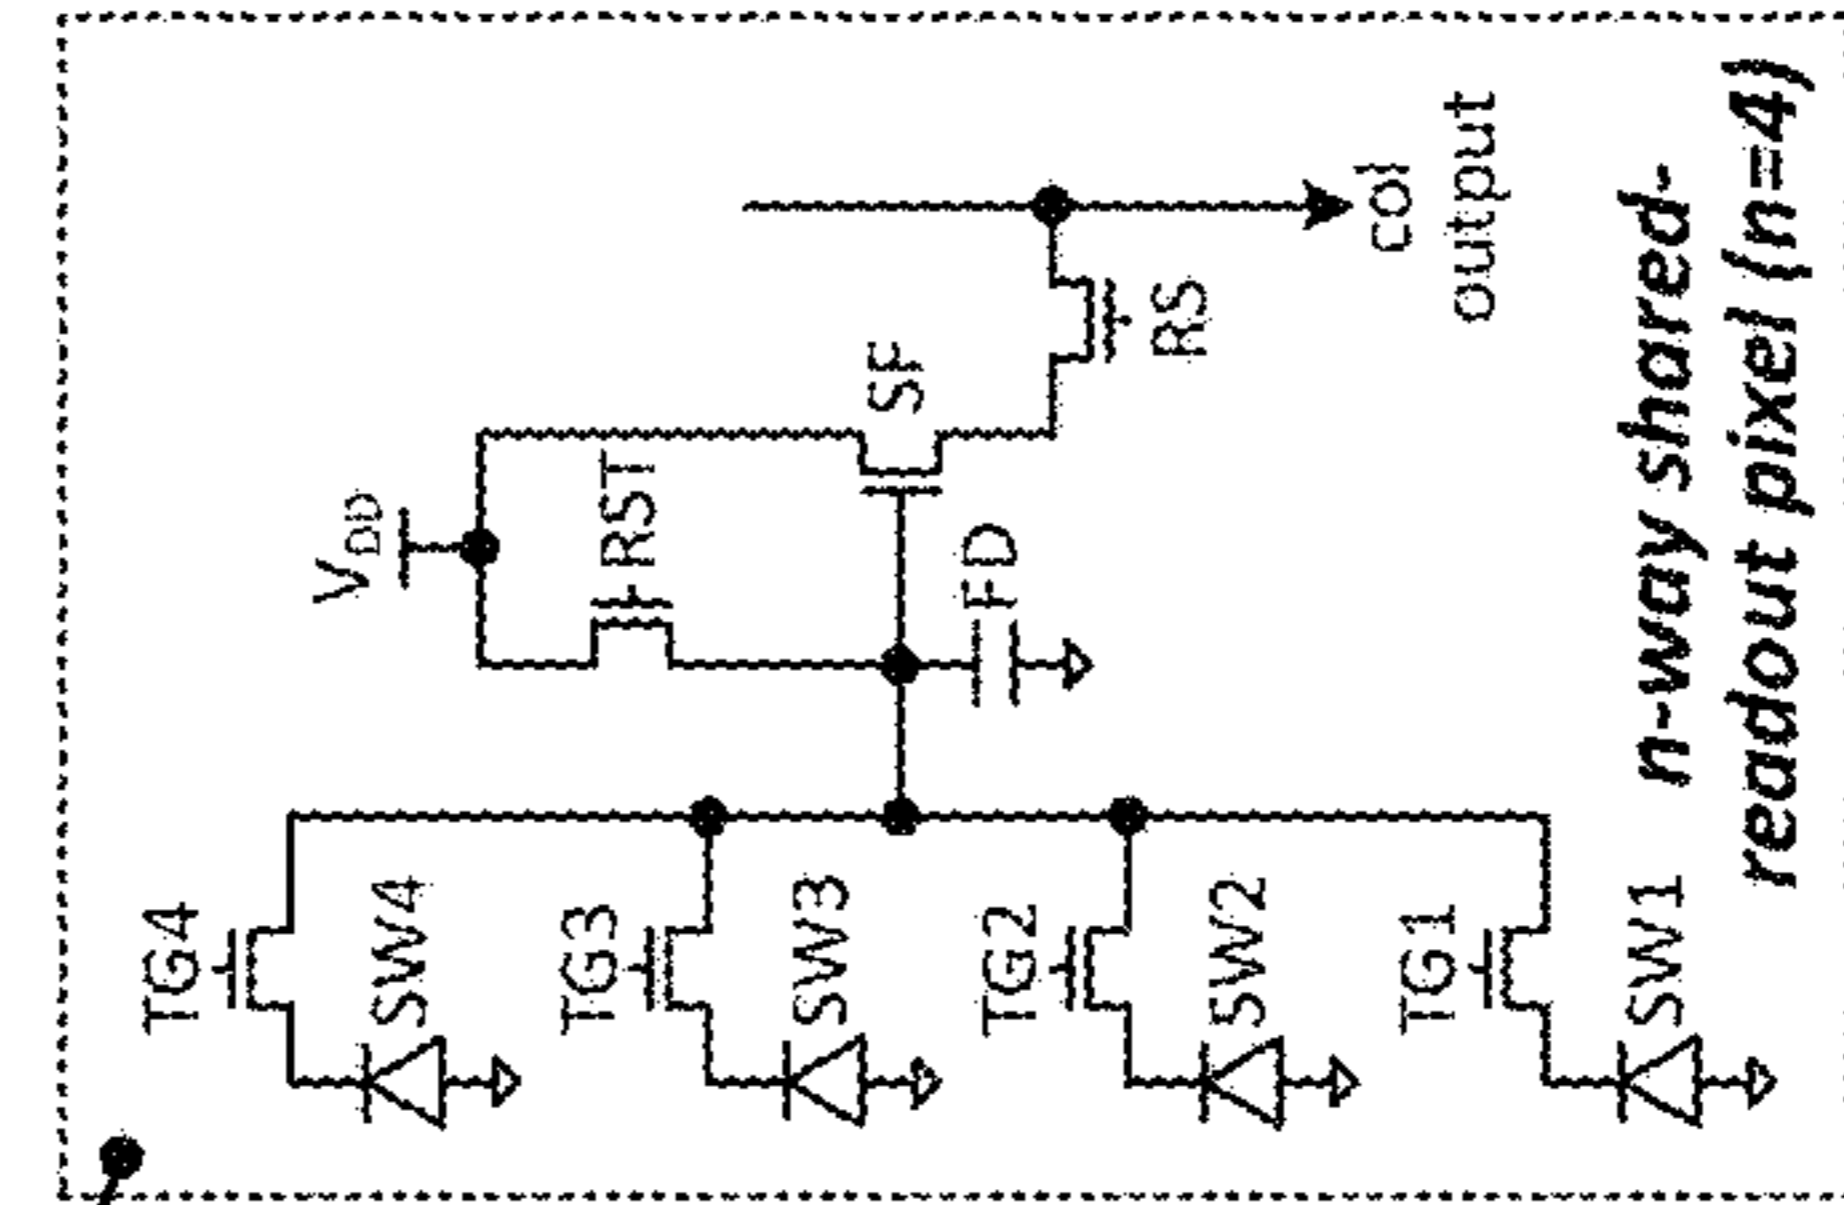 TG4
SW4
TG3
SW3
TG2
SW2
TG1
SW1
VDD
RST
FD
SF
RS
col
output
n-way shared-
readout pixel (n=4)